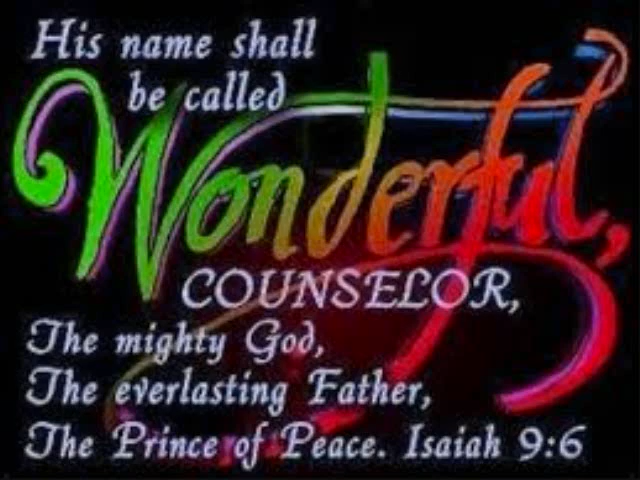 His name shall
be called
Wonderful,
COUNSELOR,
The mighty God,
The everlasting Father,
The Prince of Peace. Isaiah 9:6